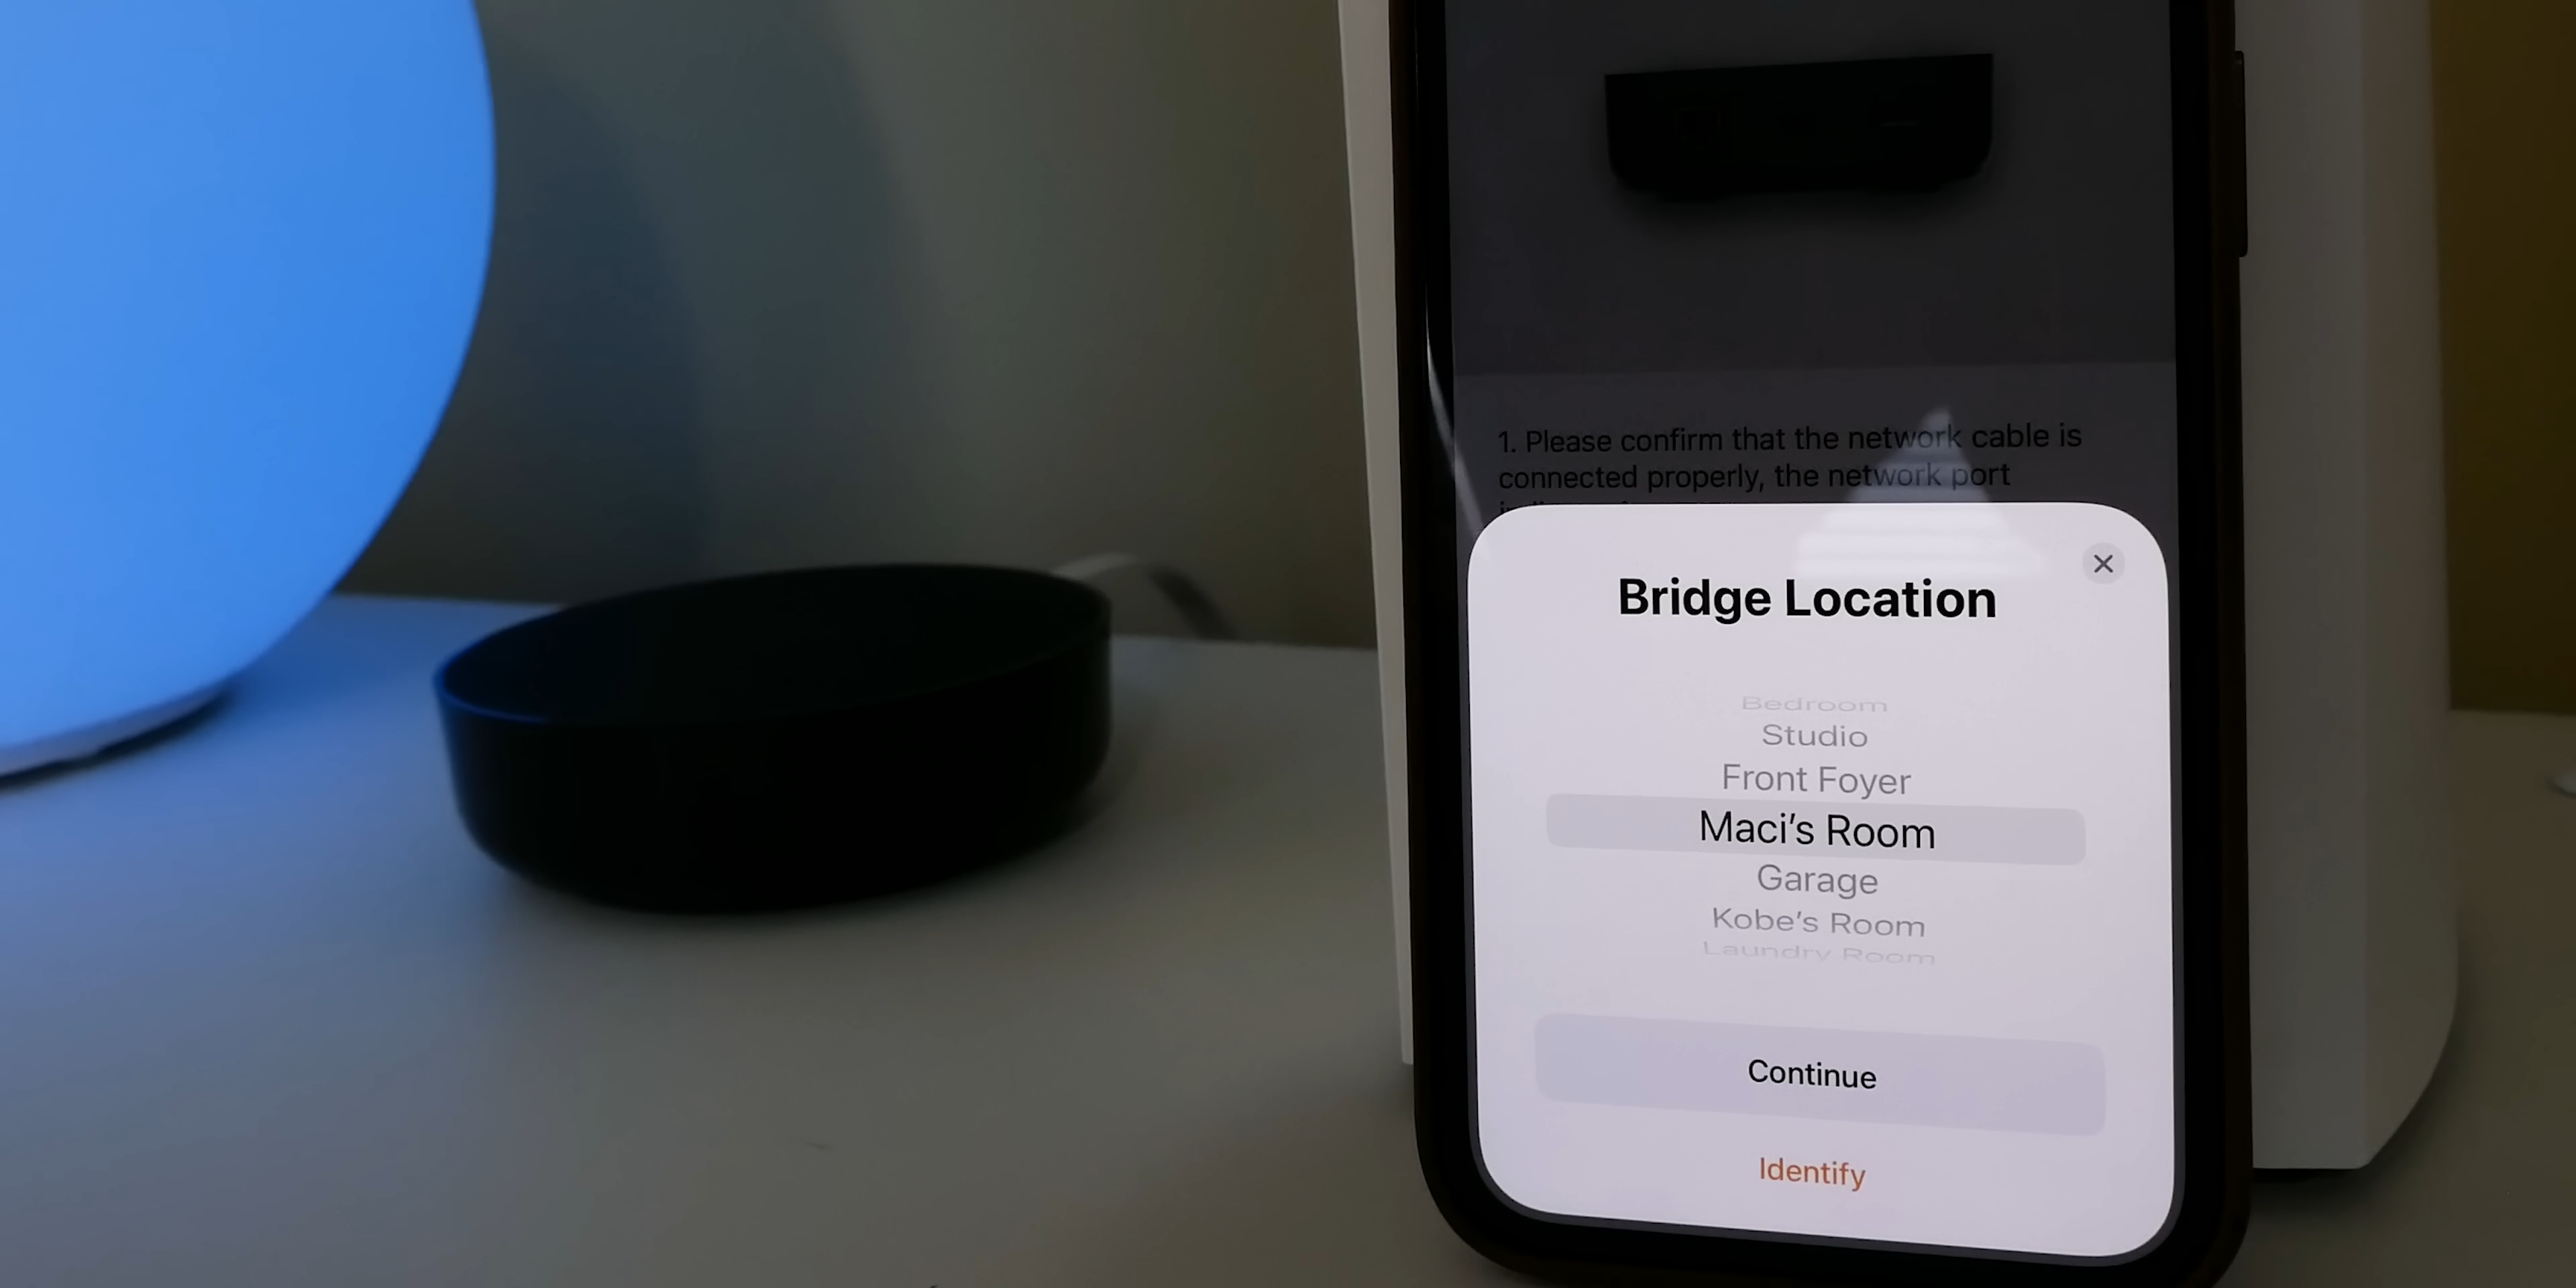 1. Please confirm that the network cable is
connected properly, the network port
Bridge Location
Bedroom
Studio
Front Foyer
Maci's Room
Garage
Kobe's Room
Laundry Room
Continue
Identify